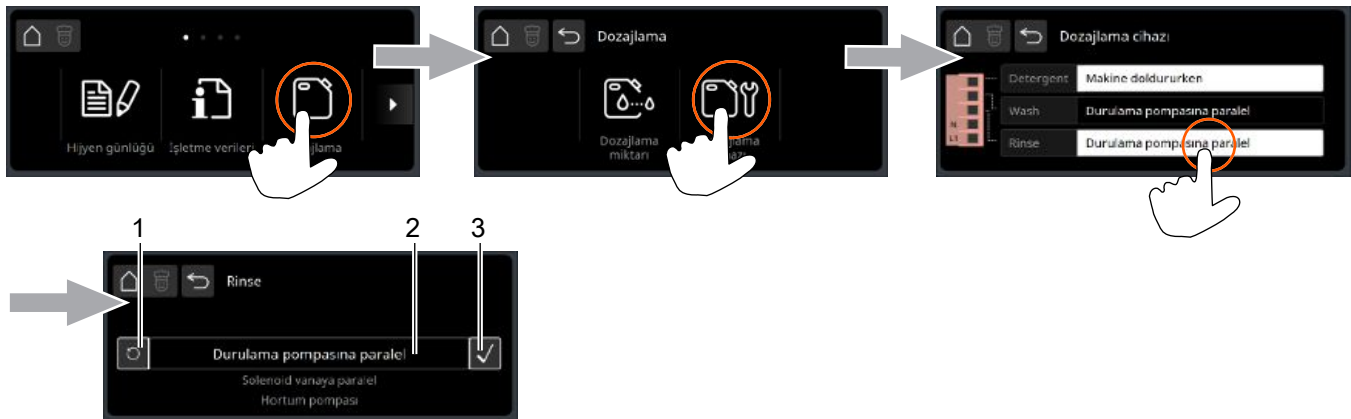 Hijyen günlüğü
İşletme verileri
Dozajlama
Dozajlama
miktarı
Dozajlama cihazı
Detergent
Makine doldururken
Wash
Durulama pompasına paralel
N
L1
Rinse
Durulama pompasına paralel
1
2
3
Rinse
Durulama pompasına paralel
Solenoid vanaya paralel
Hortum pompası